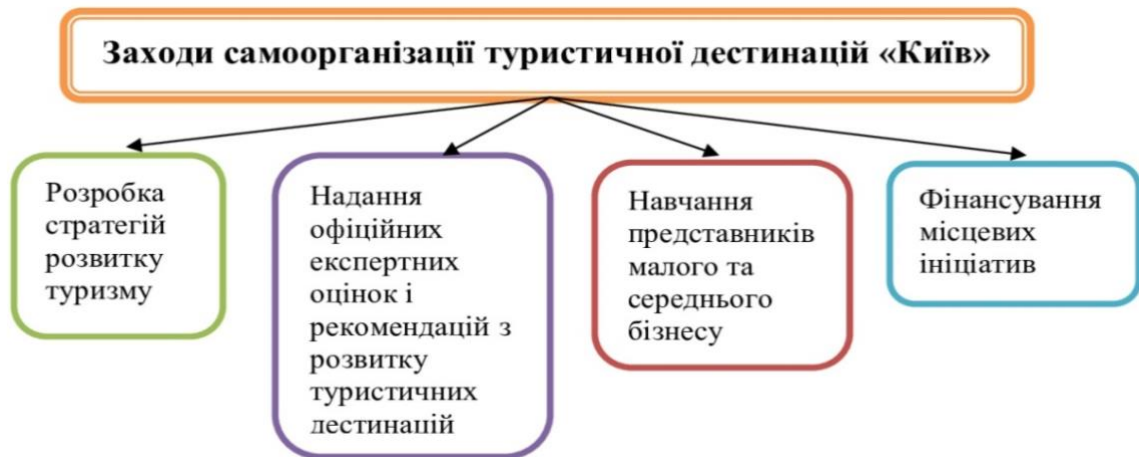 Заходи самоорганізації туристичної дестинацій «Київ»
Розробка
стратегій
розвитку
туризму
Надання
офіційних
експертних
оцінок і
рекомендацій з
розвитку
туристичних
дестинацій
Навчання
представників
малого та
середнього
бізнесу
Фінансування
місцевих
ініціатив